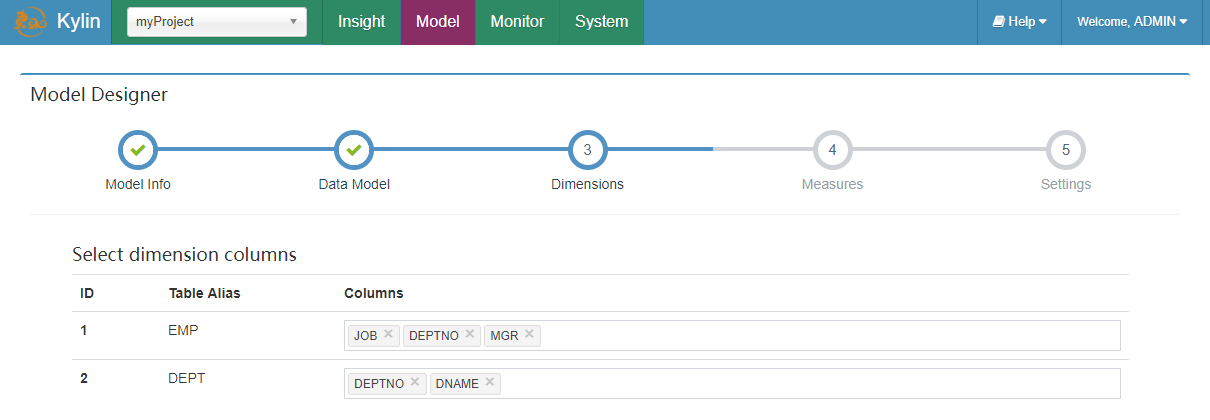 Kylin myProject Insight Model Monitor System Help Welcome, ADMIN
Model Designer
3 4 5
Model Info Data Model Dimensions Measures Settings
Select dimension columns
ID Table Alias Columns
1 EMP JOB DEPTNO MGR
2 DEPT DEPTNO DNAME